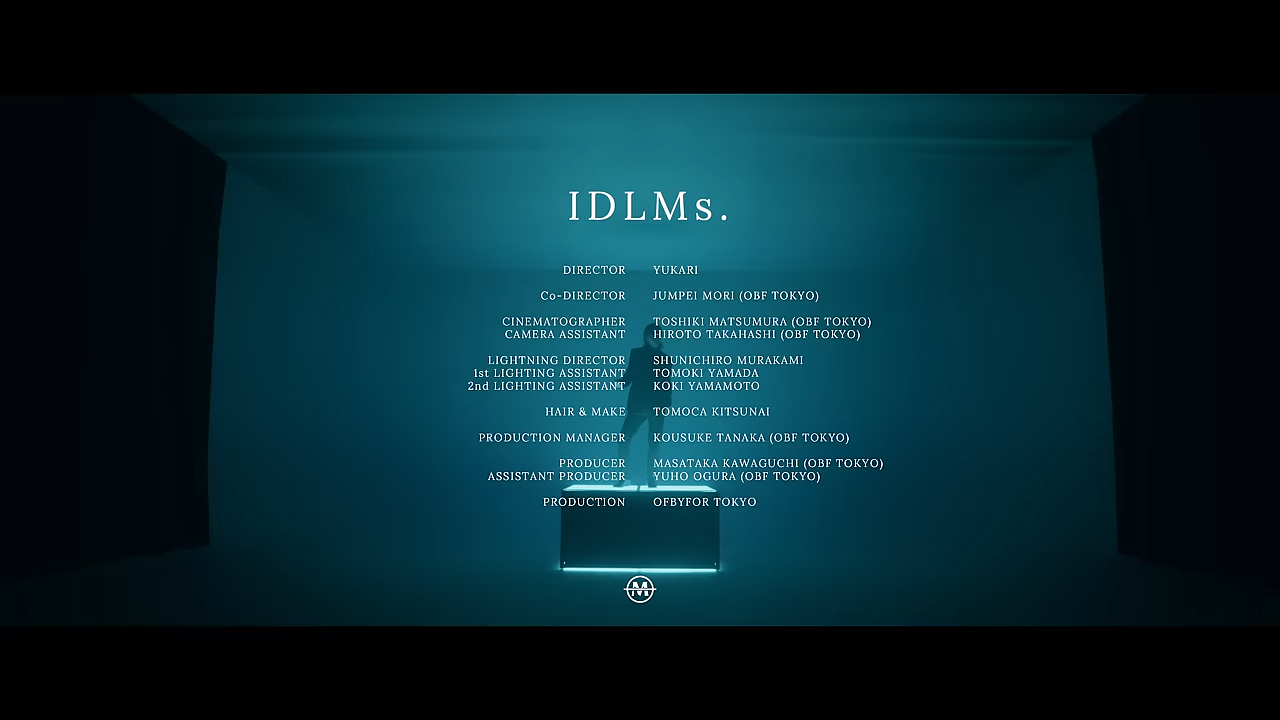 IDLMs.
DIRECTOR YUKARI
Co-DIRECTOR JUMPEI MORI (OBF TOKYO)
CINEMATOGRAPHER TOSHIKI MATSUMURA (OBF TOKYO)
CAMERA ASSISTANT HIROTO TAKAHASHI (OBF TOKYO)
LIGHTNING DIRECTOR SHUNICHIRO MURAKAMI
1st LIGHTING ASSISTANT TOMOKI YAMADA
2nd LIGHTING ASSISTANT KOKI YAMAMOTO
HAIR & MAKE TOMOCA KITSUNAI
PRODUCTION MANAGER KOUSUKE TANAKA (OBF TOKYO)
PRODUCER MASATAKA KAWAGUCHI (OBF TOKYO)
ASSISTANT PRODUCER YUHO OGURA (OBF TOKYO)
PRODUCTION OFBYFOR TOKYO
M